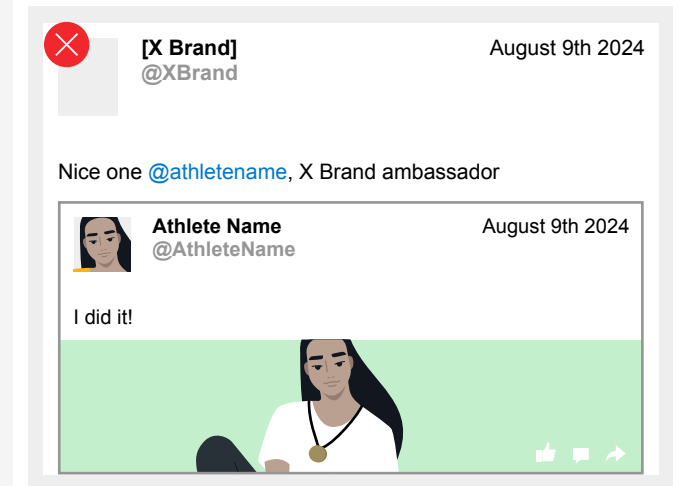 [X Brand]
August 9th 2024
@XBrand
Nice one @athletename, X Brand ambassador
Athlete Name
August 9th 2024
@AthleteName
I did it!